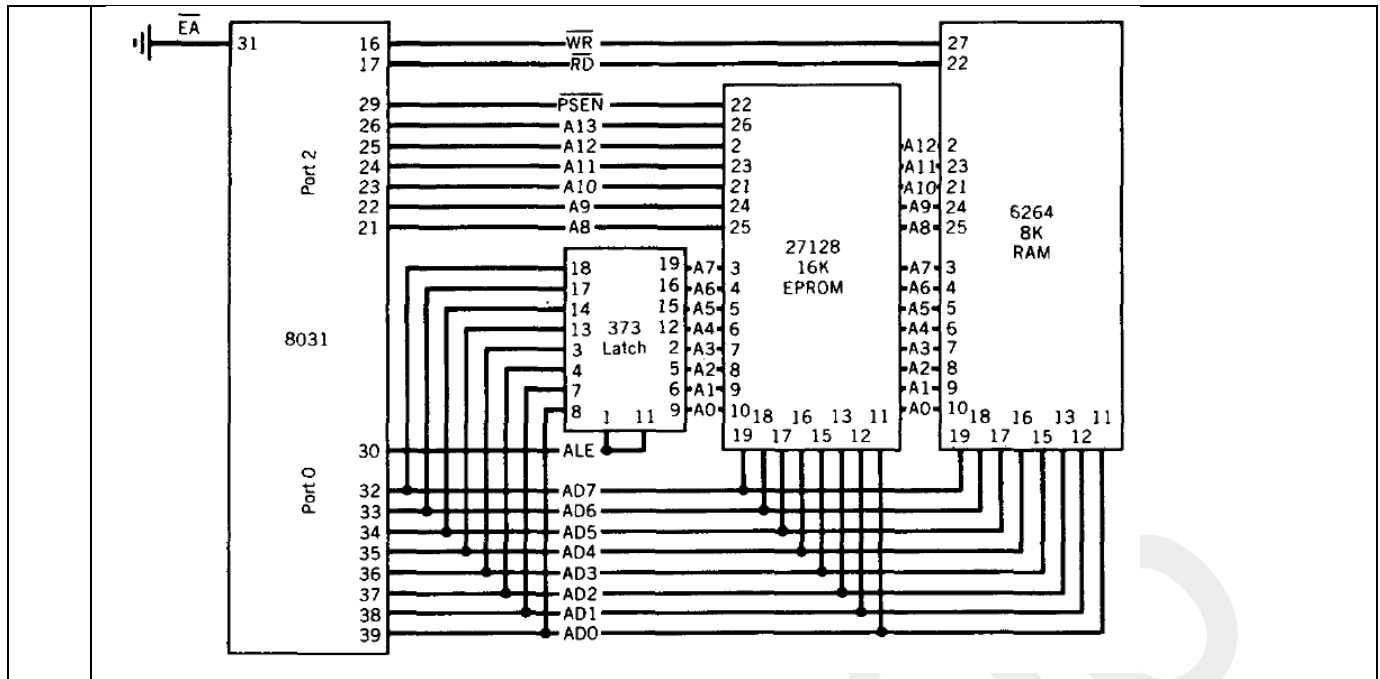 EA
31 16 WR 27
17 RD 22
29 PSEN 22
26 A13 26
25 A12 2 A12 2
24 A11 23 A11 23
23 A10 21 A10 21
22 A9 24 A9 24
21 A8 25 A8 25
Port 2
6264
8K
RAM
27128
16K
EPROM
18 19 A7 3 A7 3
17 16 A6 4 A6 4
14 15 A5 5 A5 5
13 12 A4 6 A4 6
3 2 A3 7 A3 7
4 5 A2 8 A2 8
7 6 A1 9 A1 9
8 9 A0 10 A0 10
373
Latch
8031
1 11
18 16 13 11
19 17 15 12
18 16 13 11
19 17 15 12
30 ALE
Port 0
32 AD7
33 AD6
34 AD5
35 AD4
36 AD3
37 AD2
38 AD1
39 AD0